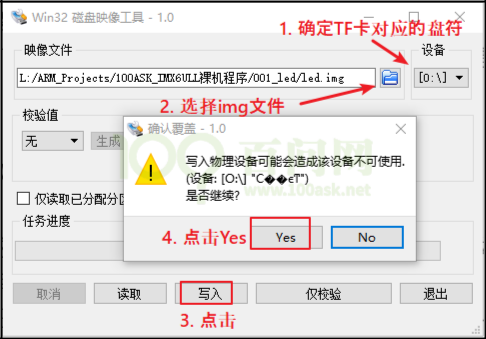 Win32 磁盘映像工具 - 1.0
1. 确定TF卡对应的盘符
映像文件
设备
L:/ARM_Projects/100ASK_IMX6ULL裸机程序/001_led/led.img
[O:\]
2. 选择img文件
校验值
无
生成
确认覆盖 - 1.0
写入物理设备可能会造成该设备不可使用.
(设备: [O:\] "C��єT")
是否继续?
百问网
www.100ask.net
仅读取已分配分区
任务进度
4. 点击Yes
Yes
No
取消
读取
写入
仅校验
退出
3. 点击